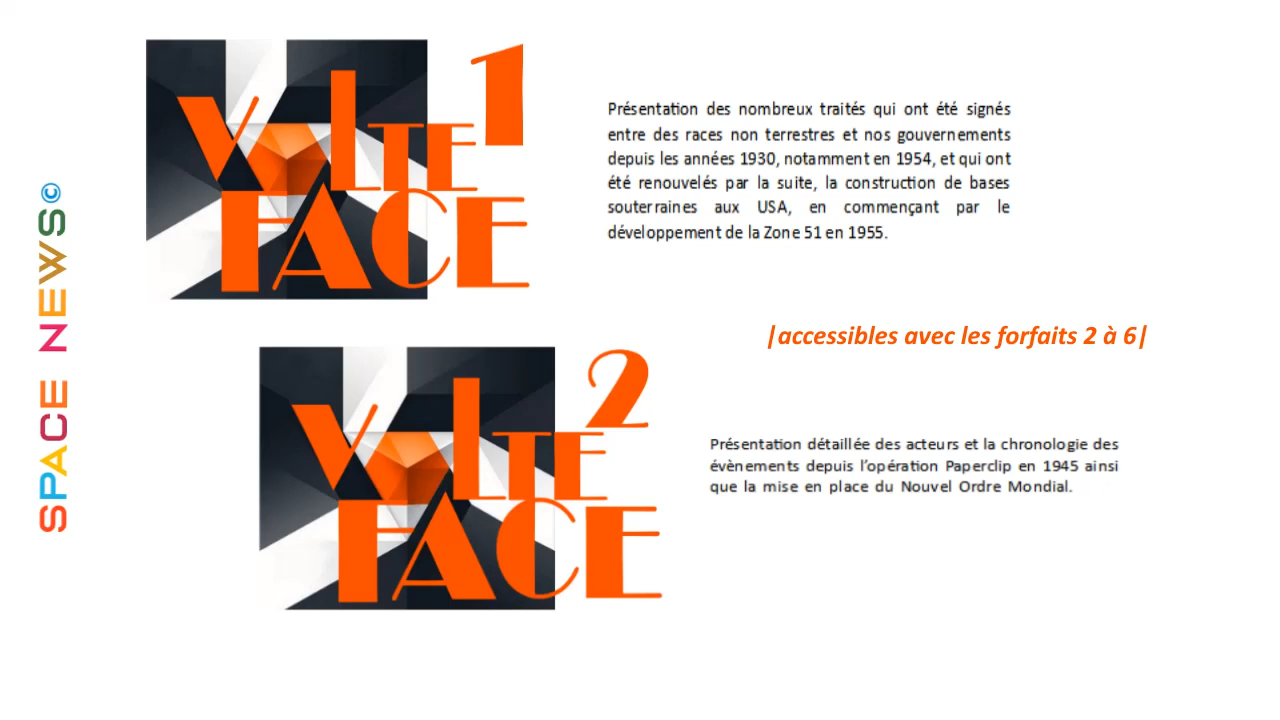 SPACE NEWS©
VOLTE 1
FACE
Présentation des nombreux traités qui ont été signés
entre des races non terrestres et nos gouvernements
depuis les années 1930, notamment en 1954, et qui ont
été renouvelés par la suite, la construction de bases
souterraines aux USA, en commençant par le
développement de la Zone 51 en 1955.
|accessibles avec les forfaits 2 à 6|
VOLTE 2
FACE
Présentation détaillée des acteurs et la chronologie des
évènements depuis l'opération Paperclip en 1945 ainsi
que la mise en place du Nouvel Ordre Mondial.